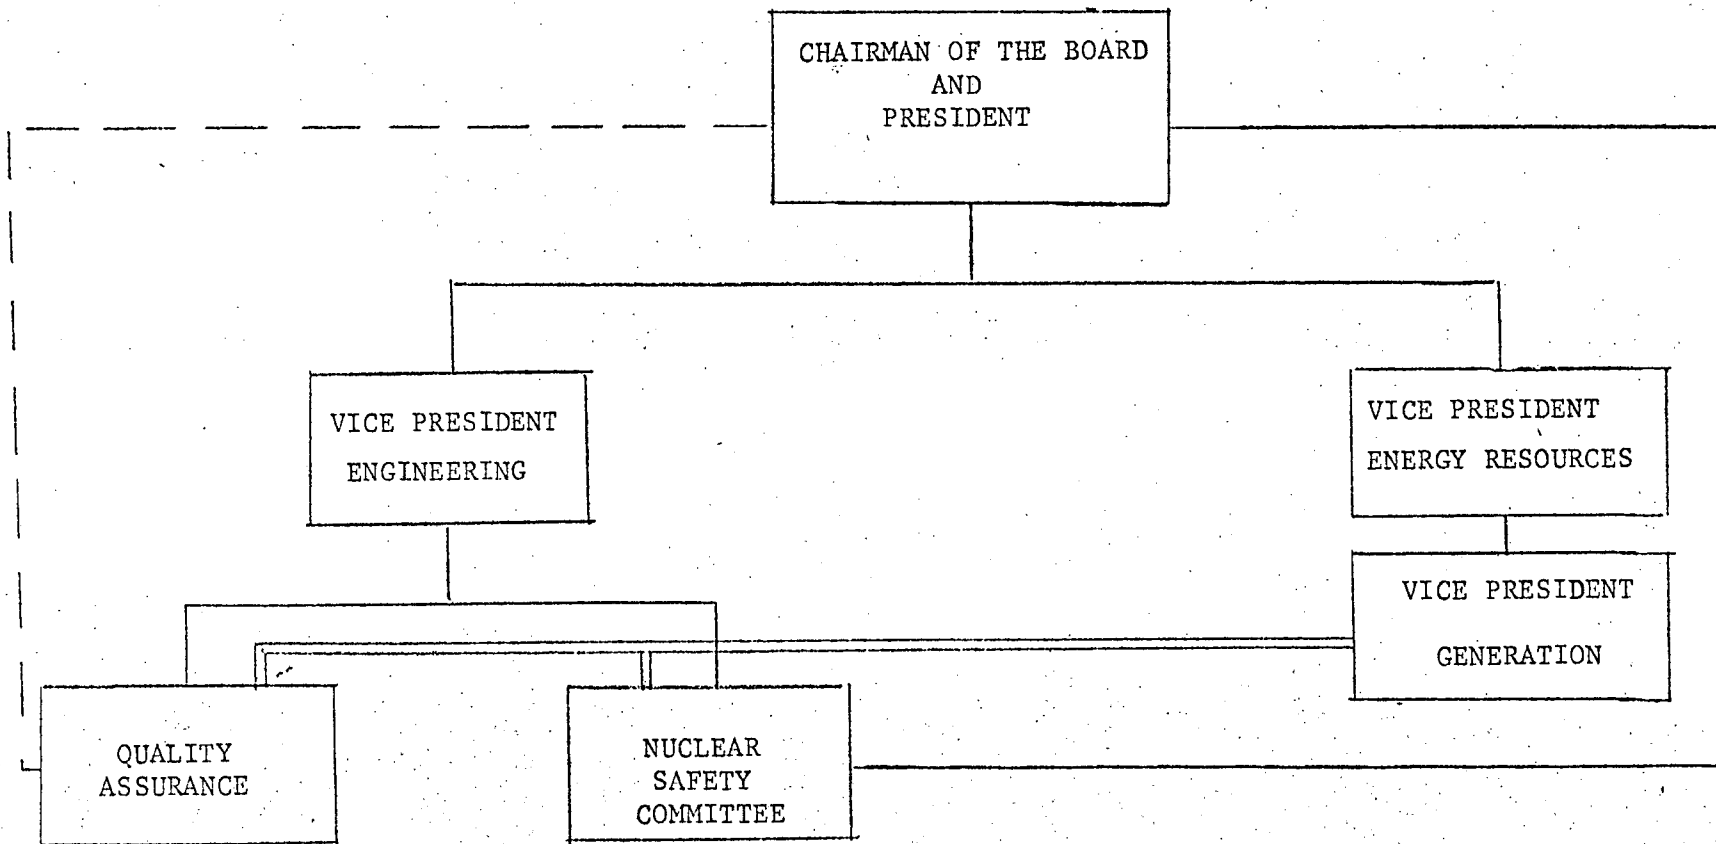 CHAIRMAN OF THE BOARD
AND
PRESIDENT
VICE PRESIDENT
ENGINEERING
VICE PRESIDENT
ENERGY RESOURCES
VICE PRESIDENT
GENERATION
QUALITY
ASSURANCE
NUCLEAR
SAFETY
COMMITTEE